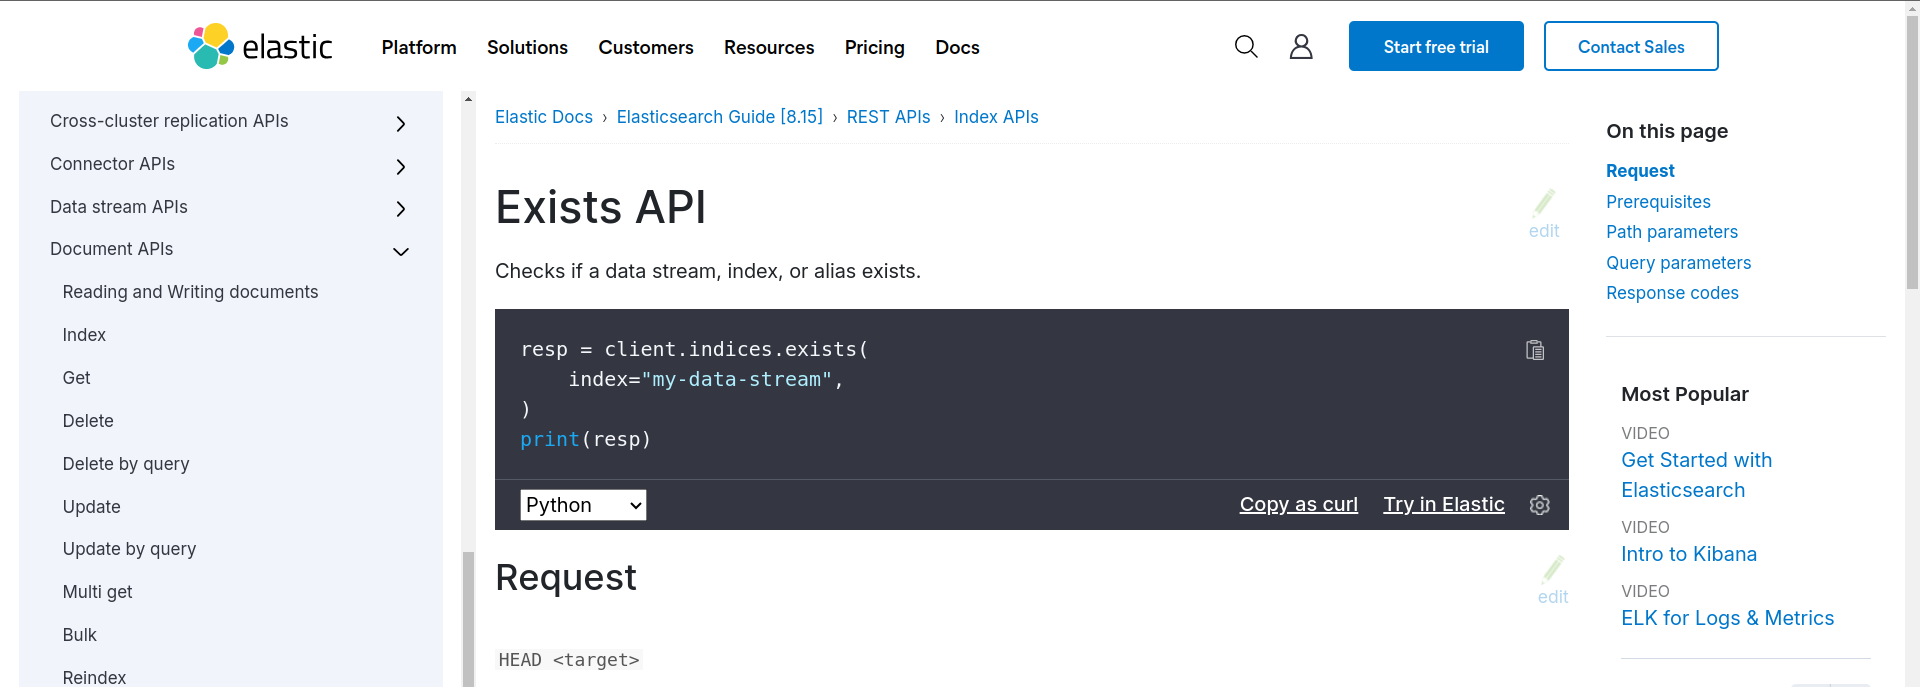 elastic
Platform Solutions Customers Resources Pricing Docs
Start free trial
Contact Sales
Cross-cluster replication APIs
Connector APIs
Data stream APIs
Document APIs
Reading and Writing documents
Index
Get
Delete
Delete by query
Update
Update by query
Multi get
Bulk
Reindex
Elastic Docs › Elasticsearch Guide [8.15] › REST APIs › Index APIs
Exists API
edit
Checks if a data stream, index, or alias exists.
resp = client.indices.exists(
    index="my-data-stream",
)
print(resp)
Python
Copy as curl
Try in Elastic
Request
edit
HEAD <target>
On this page
Request
Prerequisites
Path parameters
Query parameters
Response codes
Most Popular
VIDEO
Get Started with
Elasticsearch
VIDEO
Intro to Kibana
VIDEO
ELK for Logs & Metrics